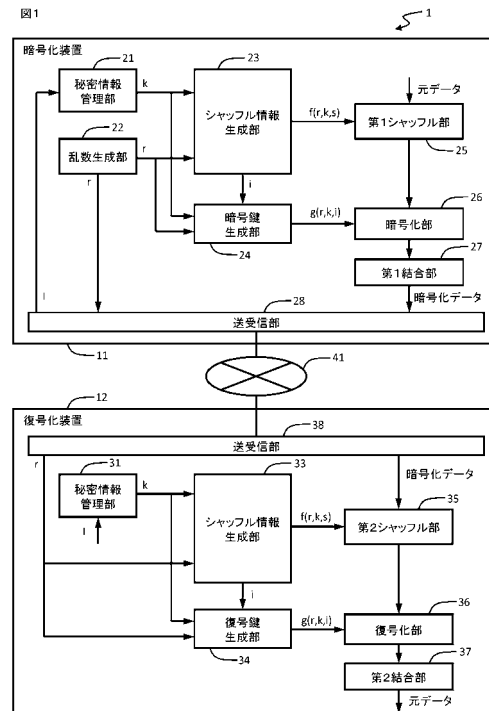 図1
1
暗号化装置
21
秘密情報
管理部
k
23
シャッフル情報
生成部
f(r,k,s)
元データ
第1シャッフル部
25
22
乱数生成部
r
r
i
暗号鍵
生成部
24
g(r,k,i)
26
暗号化部
27
第1結合部
暗号化データ
I
28
送受信部
11
41
12
復号化装置
38
送受信部
r
31
秘密情報
管理部
k
I
33
シャッフル情報
生成部
f(r,k,s)
暗号化データ
35
第2シャッフル部
i
復号鍵
生成部
34
g(r,k,i)
36
復号化部
37
第2結合部
元データ